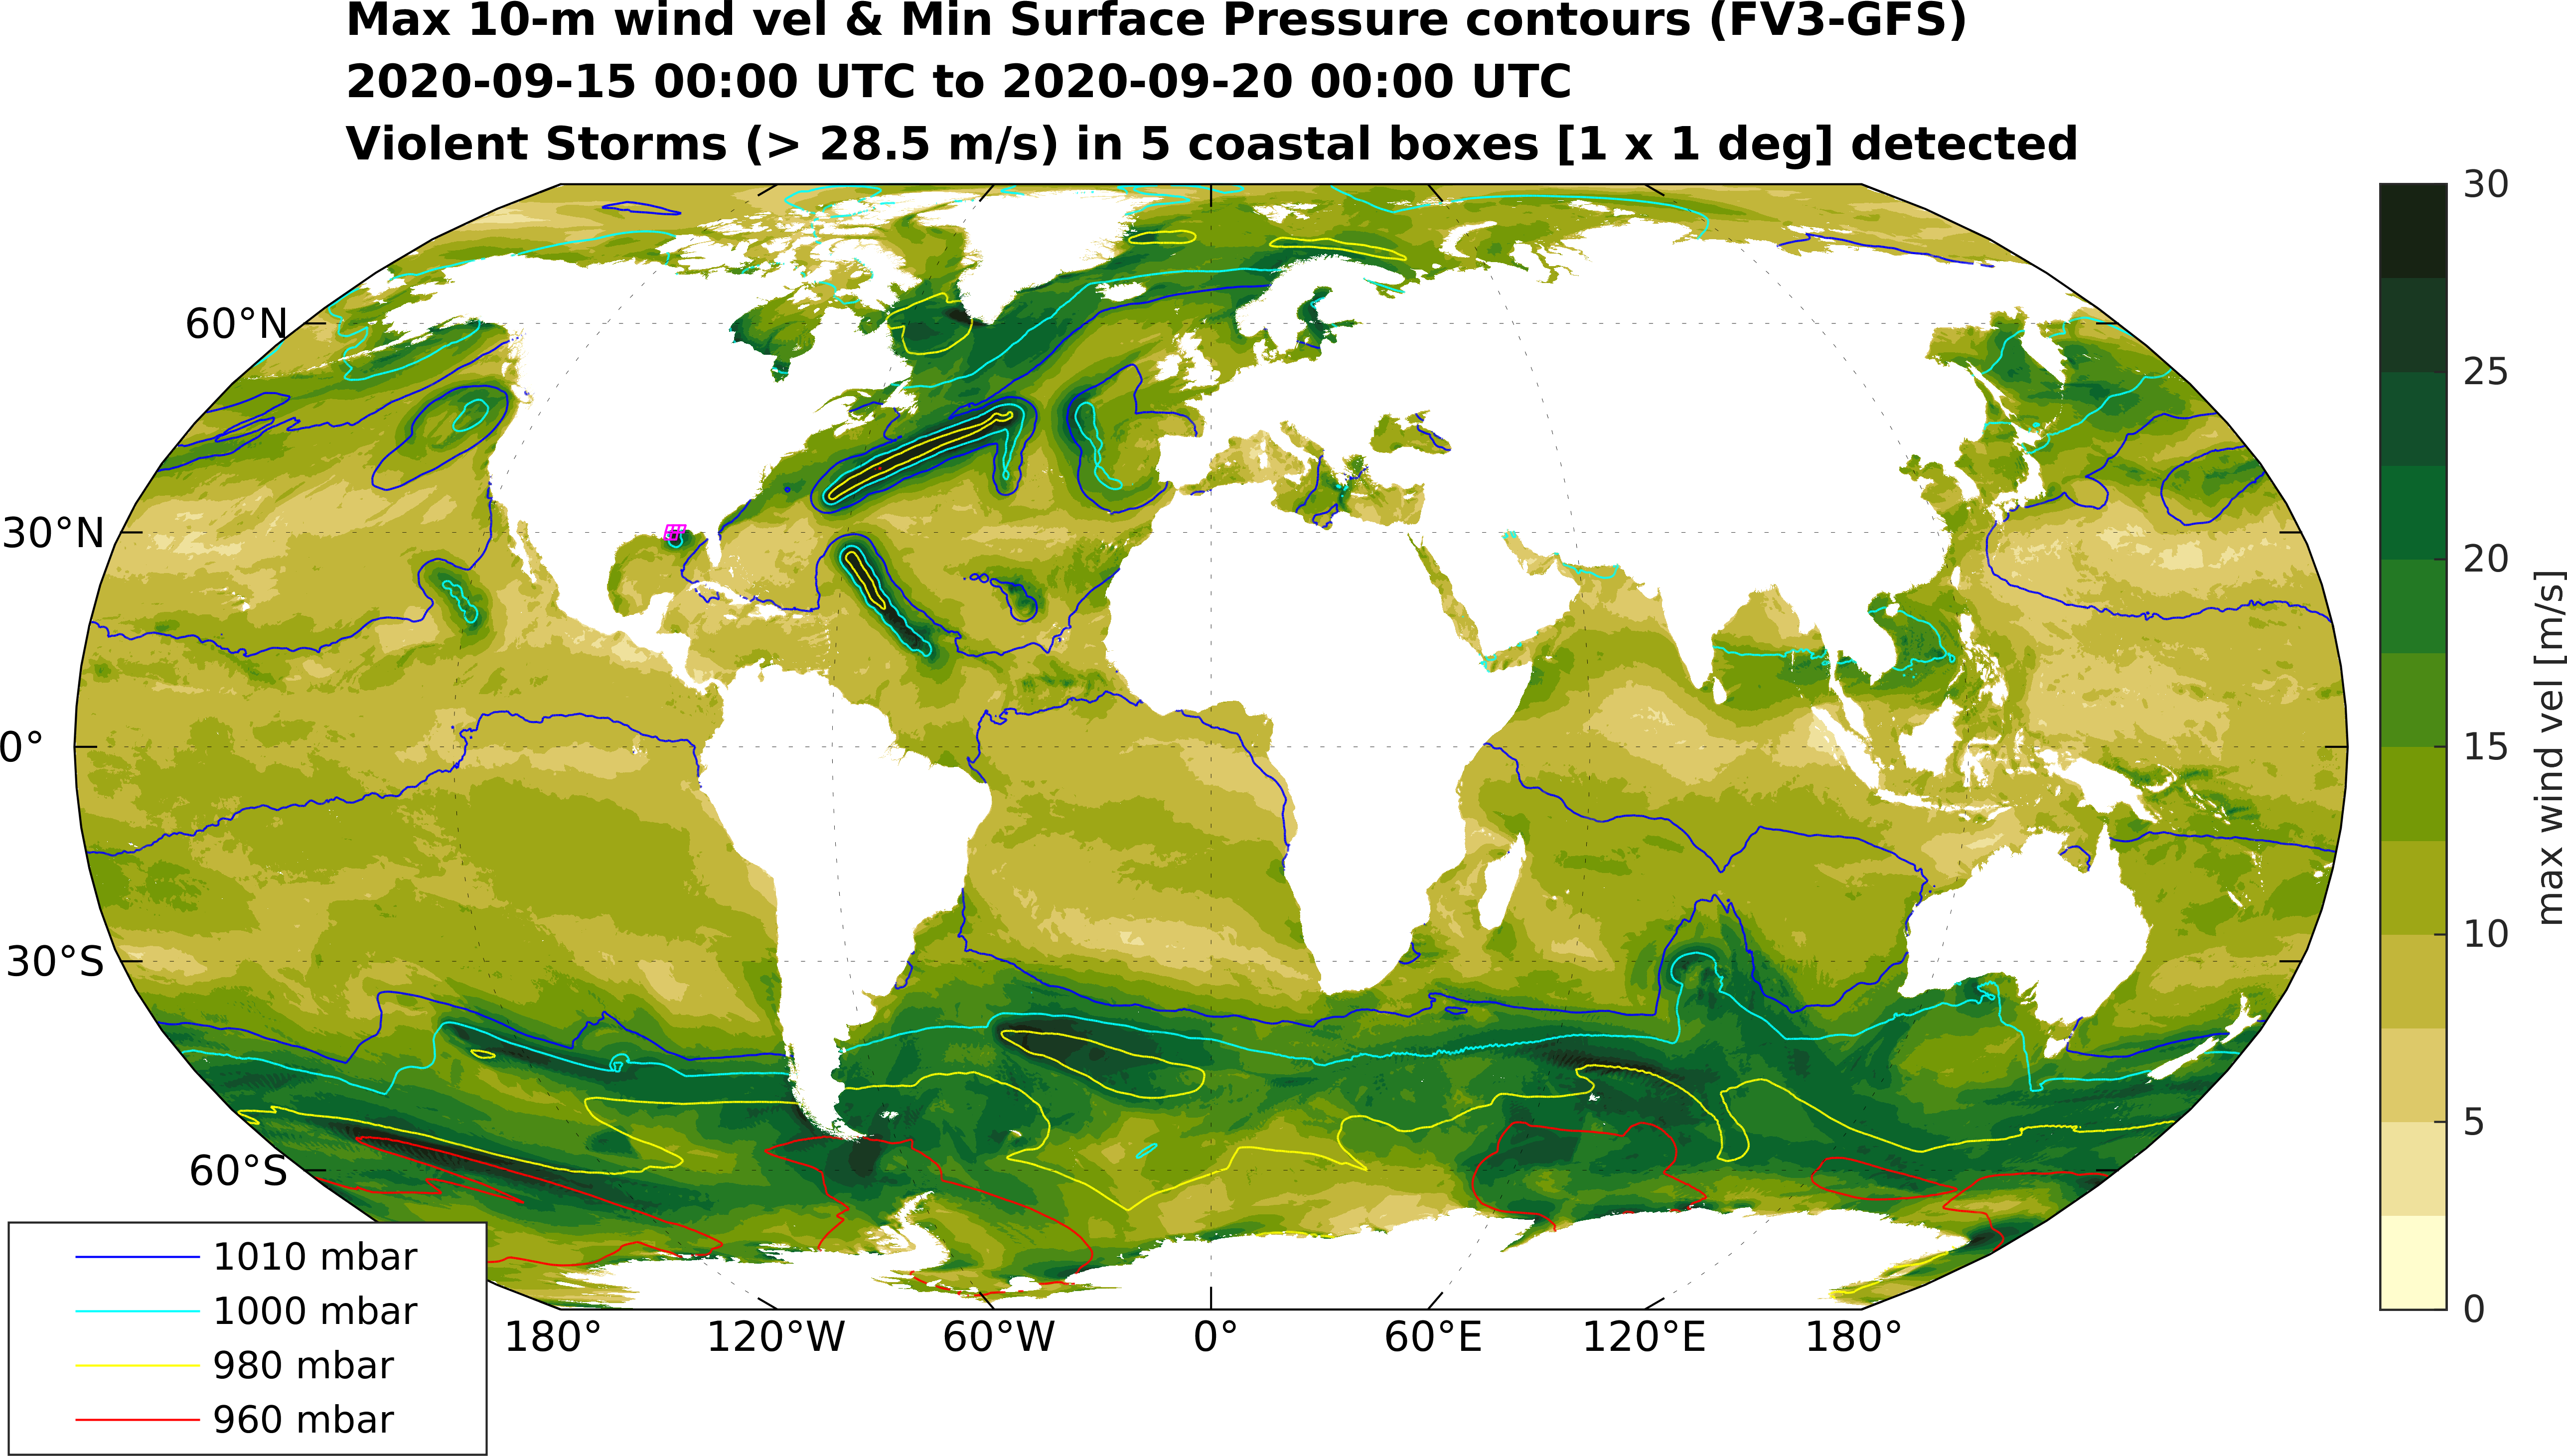 Max 10-m wind vel & Min Surface Pressure contours (FV3-GFS)
2020-09-15 00:00 UTC to 2020-09-20 00:00 UTC
Violent Storms (> 28.5 m/s) in 5 coastal boxes [1 x 1 deg] detected
60°N
30°N
0°
30°S
60°S
180°
120°W
60°W
0°
60°E
120°E
180°
1010 mbar
1000 mbar
980 mbar
960 mbar
30
25
20
15
10
5
0
max wind vel [m/s]